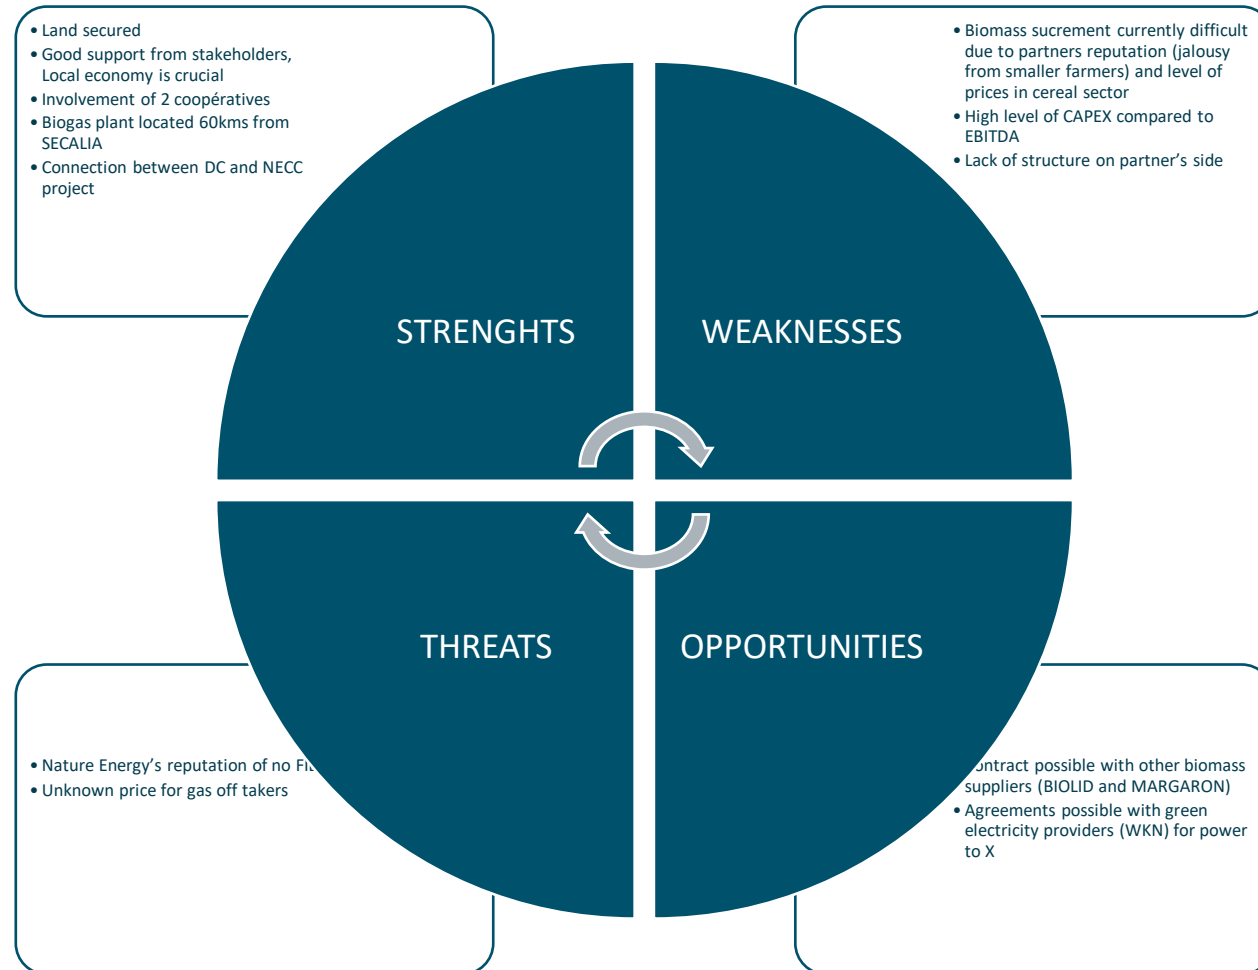 • Land secured
• Good support from stakeholders,
Local economy is crucial
• Involvement of 2 coopératives
• Biogas plant located 60kms from
SECALIA
• Connection between DC and NECC
project
• Biomass sucrement currently difficult
due to partners reputation (jalousy
from smaller farmers) and level of
prices in cereal sector
• High level of CAPEX compared to
EBITDA
• Lack of structure on partner’s side
STRENGHTS
WEAKNESSES
THREATS
OPPORTUNITIES
• Nature Energy’s reputation of no
• Unknown price for gas off takers
possible with other biomass
suppliers (BIOLID and MARGARON)
• Agreements possible with green
electricity providers (WKN) for power
to X